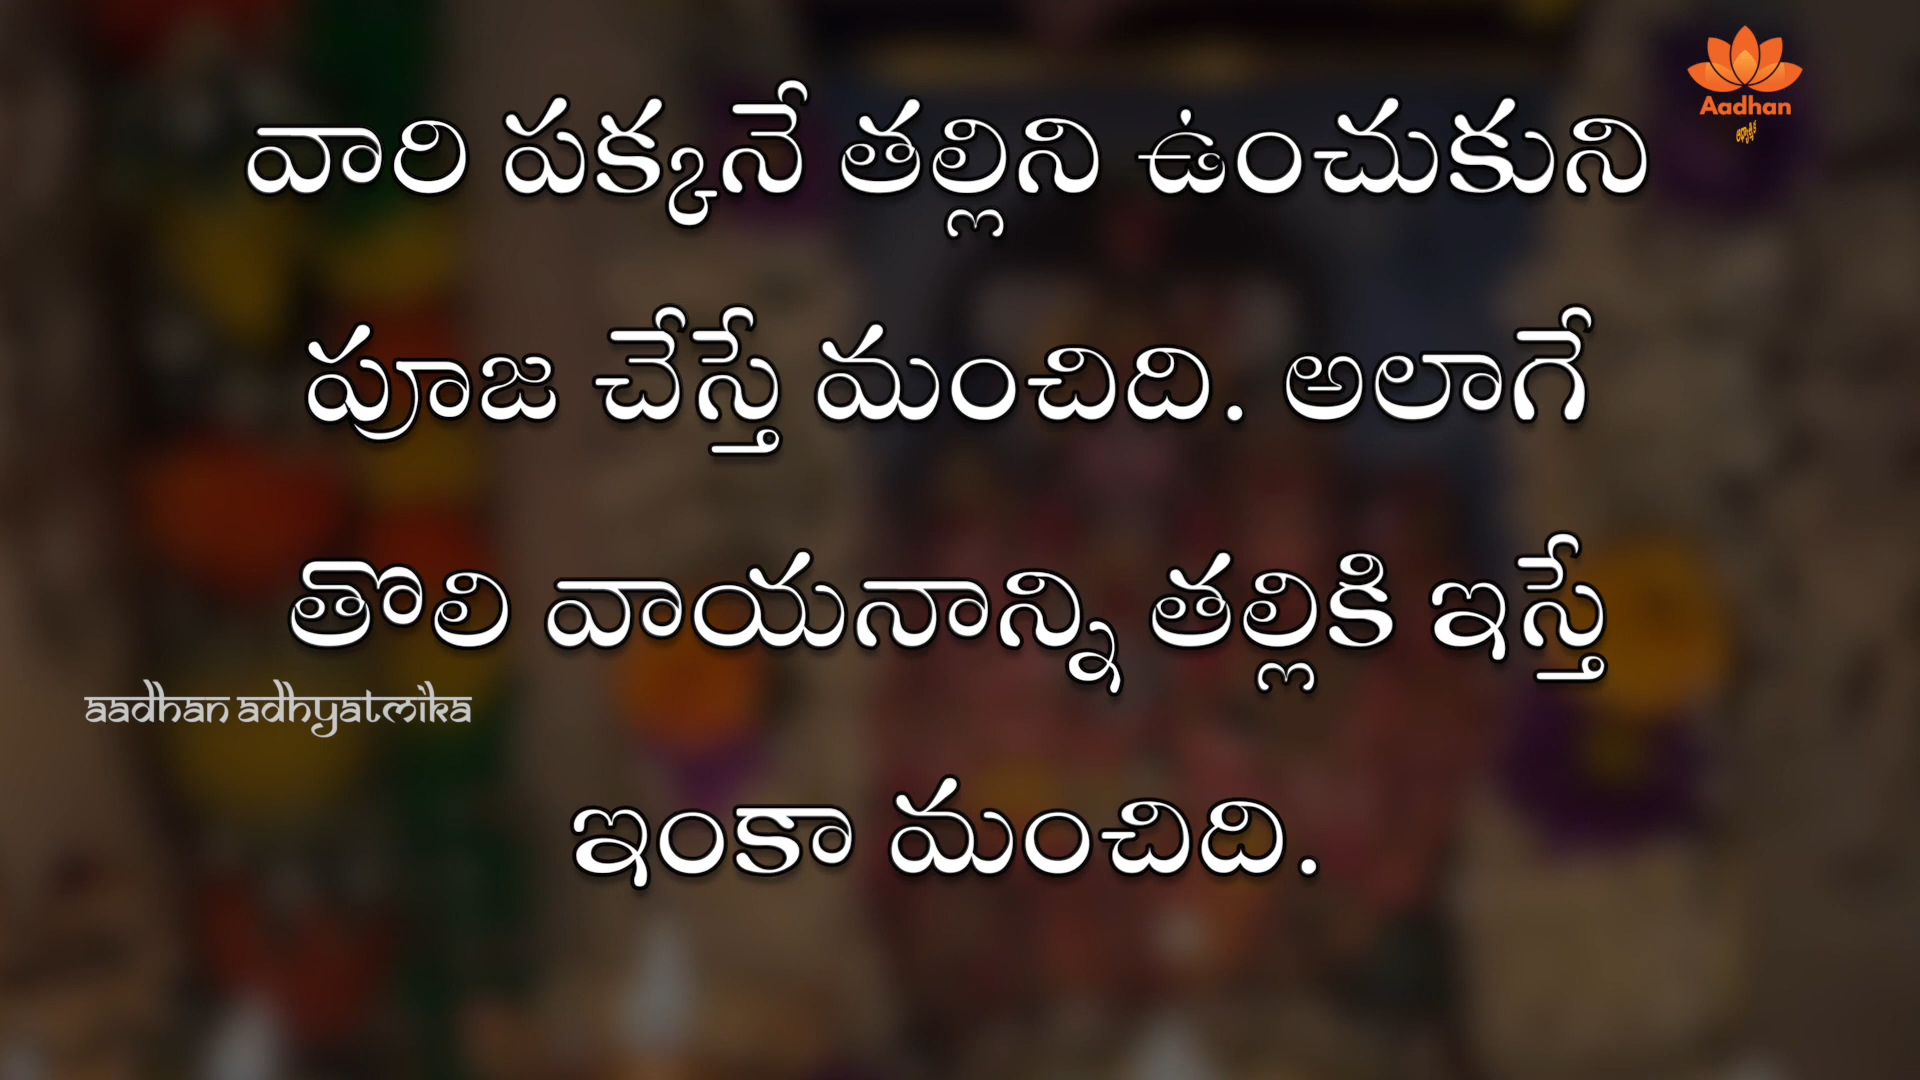 Aadhan
వారి పక్కనే తల్లిని ఉంచుకుని
పూజ చేస్తే మంచిది. అలాగే
తొలి వాయనాన్ని తల్లికి ఇస్తే
aadhan adhyatmika
ఇంకా మంచిది.